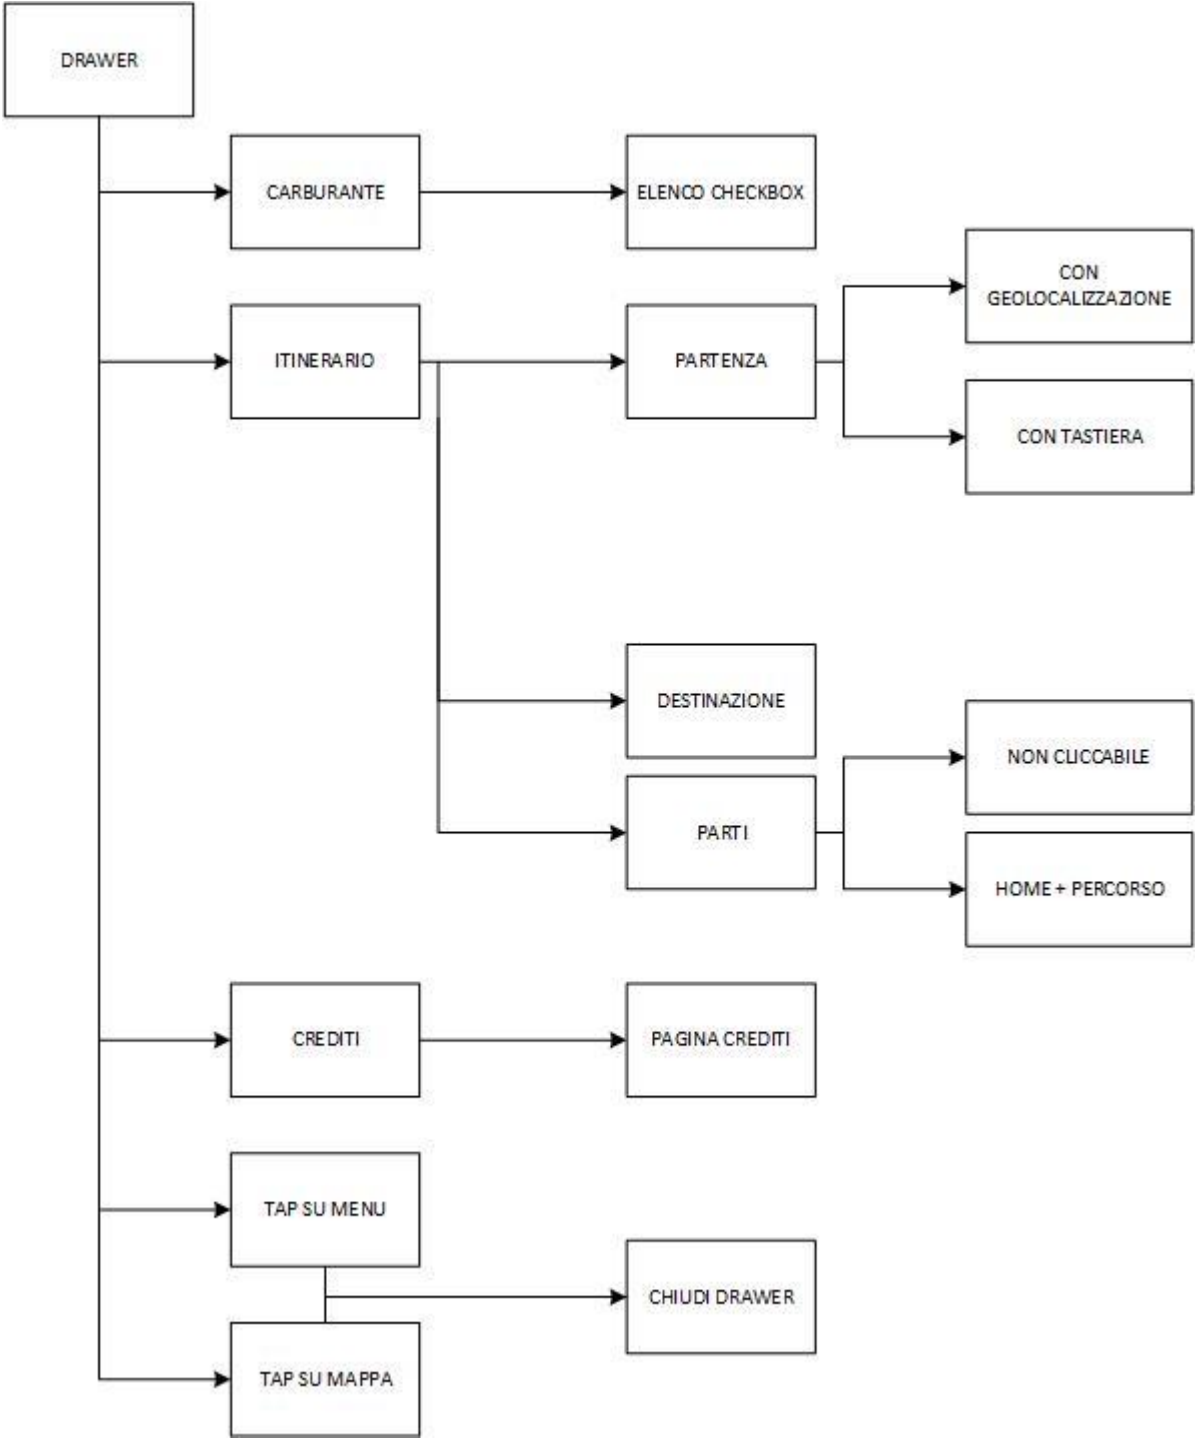 DRAWER
CARBURANTE
ELENCO CHECKBOX
CON
GEOLOCALIZZAZIONE
ITINERARIO
PARTENZA
CON TASTIERA
DESTINAZIONE
NON CLICCABILE
PARTI
HOME + PERCORSO
CREDITI
PAGINA CREDITI
TAP SU MENU
CHIUDI DRAWER
TAP SU MAPPA